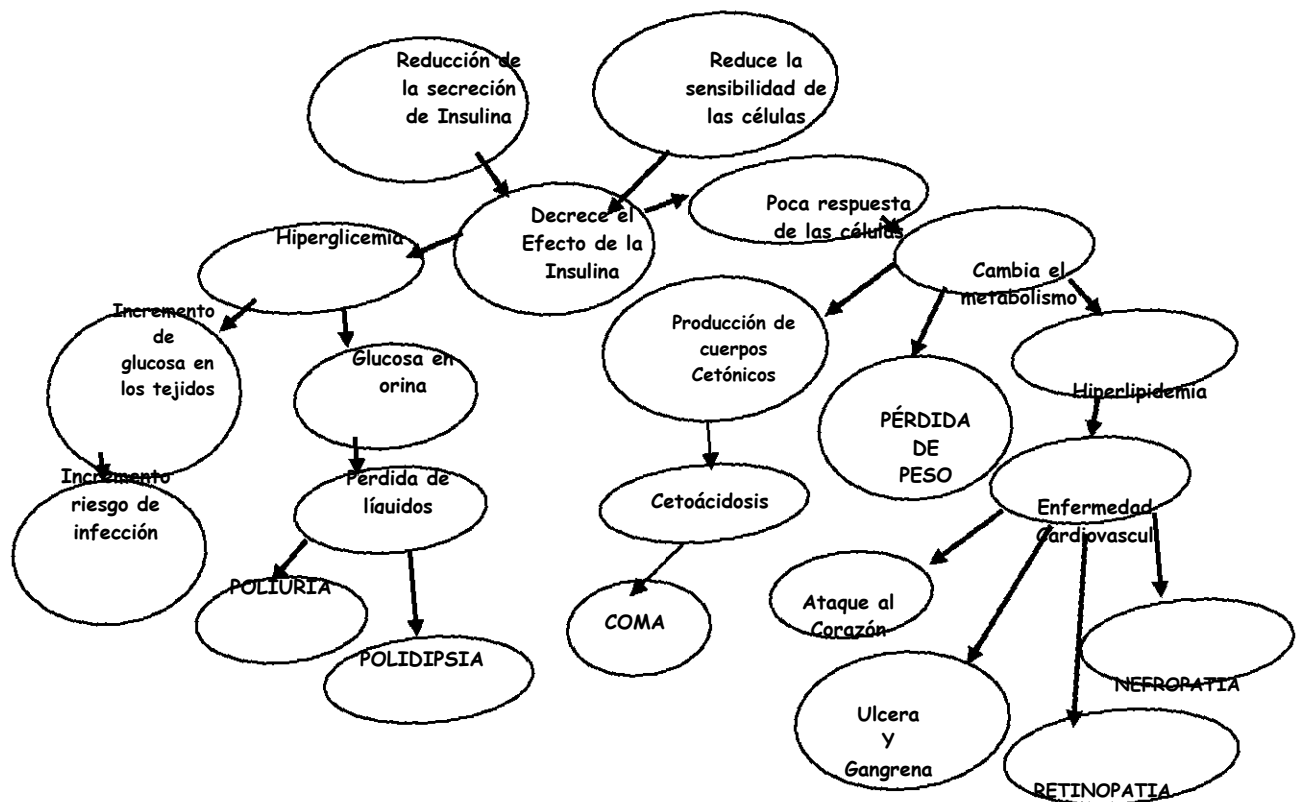 Reducción de
la secreción
de Insulina
Reduce la
sensibilidad de
las células
Decrece el
Efecto de la
Insulina
Poca respuesta
de las células
Hiperglicemia
Cambia el
metabolismo
Incremento
de
glucosa en
los tejidos
Glucosa en
orina
Producción de
cuerpos
Cetónicos
PÉRDIDA
DE
PESO
Hiperlipidemia
Incremento
riesgo de
infección
Pérdida de
líquidos
Cetoácidosis
Enfermedad
Cardiovascul
POLIURIA
POLIDIPSIA
COMA
Ataque al
Corazón
NEFROPATIA
Ulcera
Y
Gangrena
RETINOPATIA